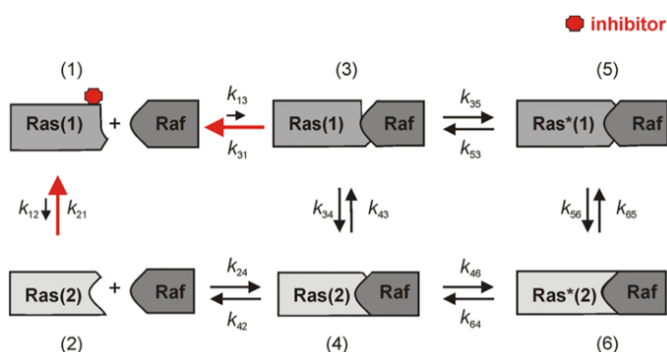 inhibitor
(1) (3) (5)
k13
k35
Ras(1) + Raf Ras(1) Raf Ras*(1) Raf
k31
k53
k12 k21 k34 k43 k56 k65
k24
k46
Ras(2) + Raf Ras(2) Raf Ras*(2) Raf
k42
k64
(2) (4) (6)